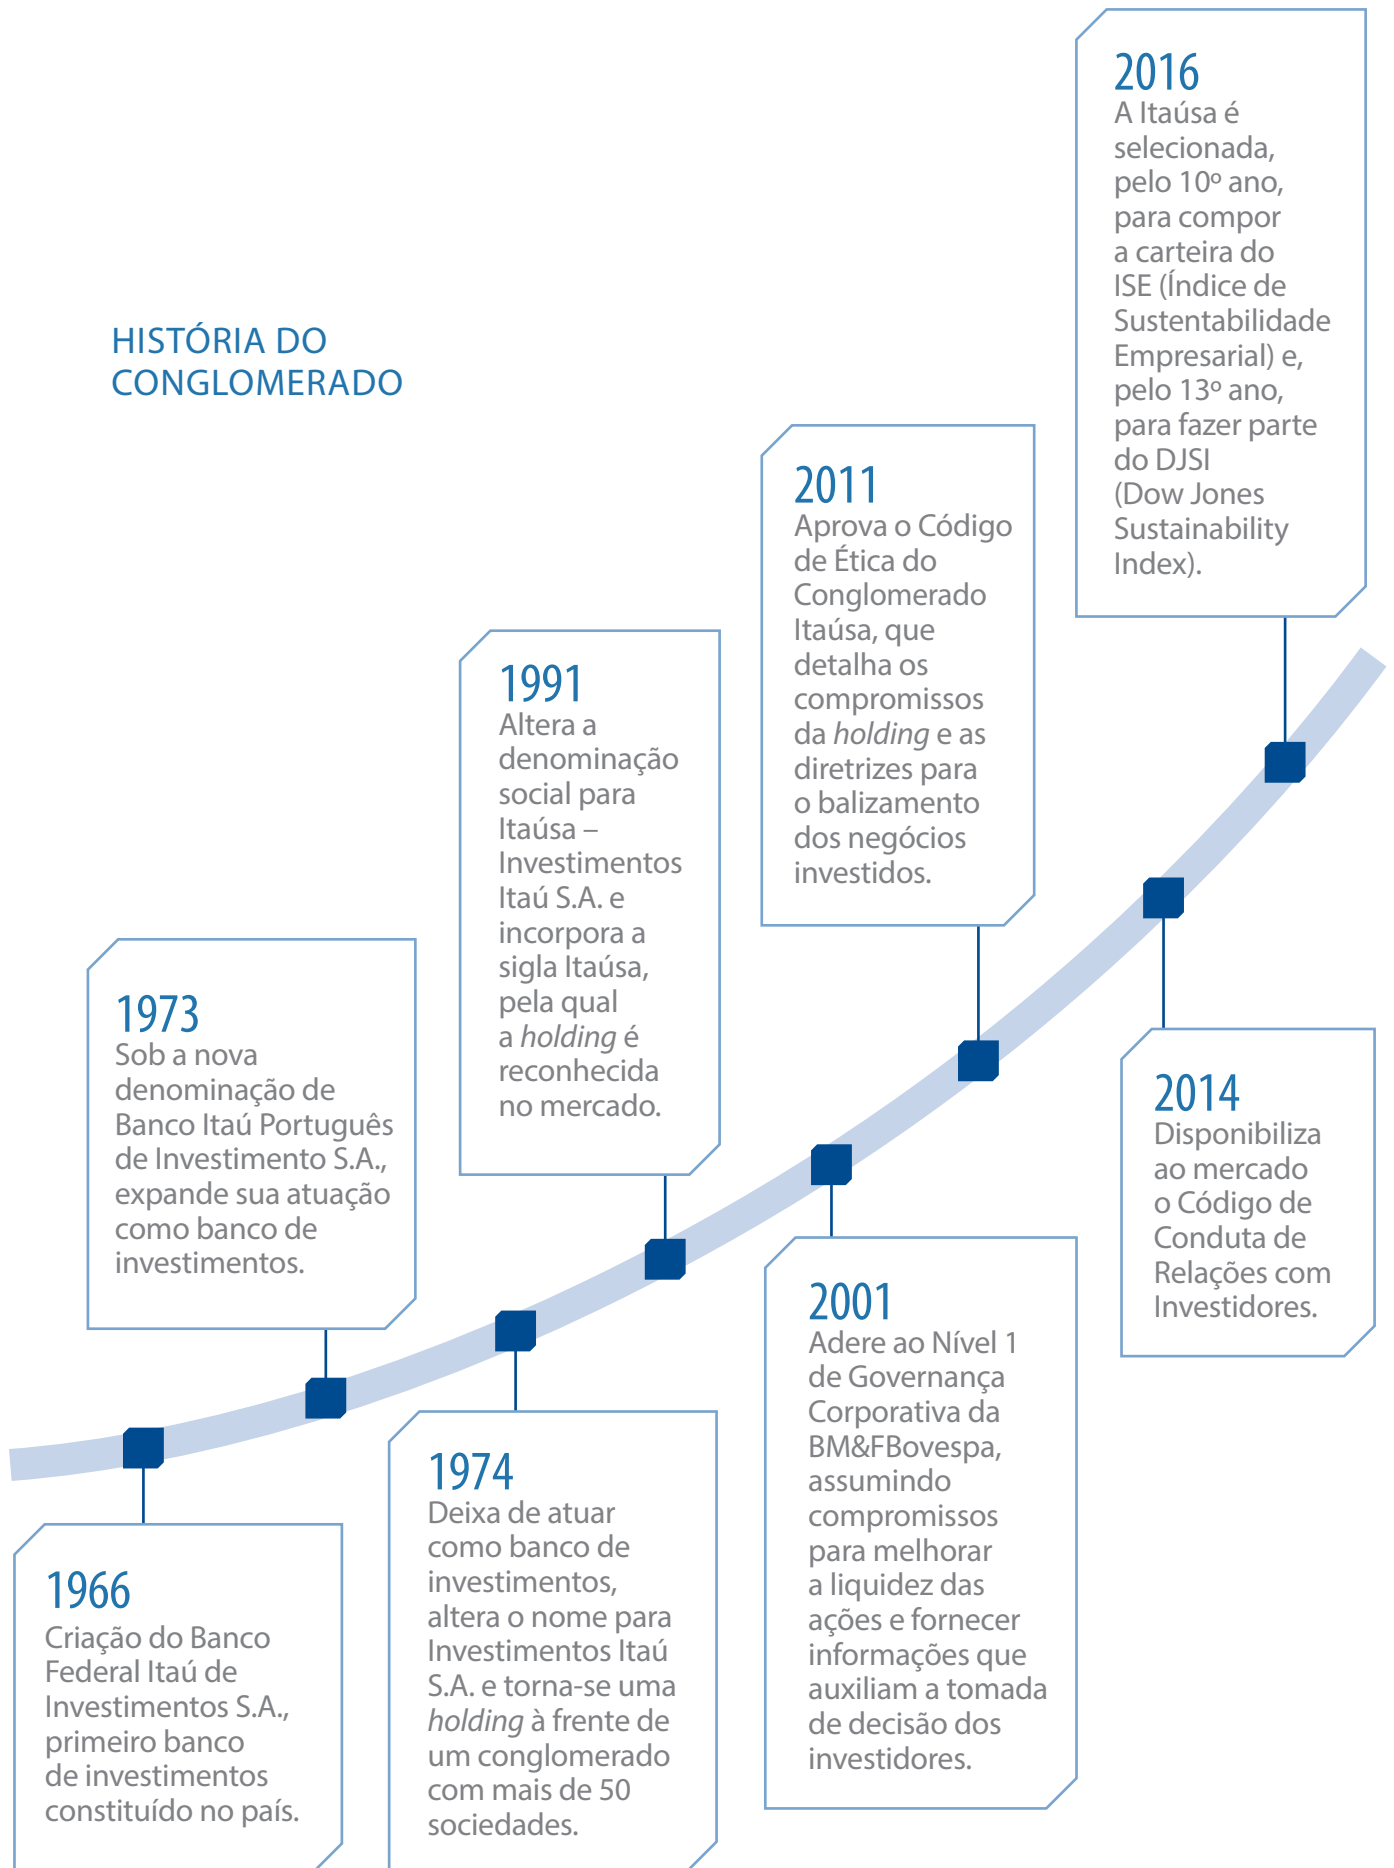 HISTÓRIA DO
CONGLOMERADO
1966
Criação do Banco
Federal Itaú de
Investimentos S.A.,
primeiro banco
de investimentos
constituído no país.
1973
Sob a nova
denominação de
Banco Itaú Português
de Investimento S.A.,
expande sua atuação
como banco de
investimentos.
1974
Deixa de atuar
como banco de
investimentos,
altera o nome para
Investimentos Itaú
S.A. e torna-se uma
holding à frente de
um conglomerado
com mais de 50
sociedades.
1991
Altera a
denominação
social para
Itaúsa –
Investimentos
Itaú S.A. e
incorpora a
sigla Itaúsa,
pela qual
a holding é
reconhecida
no mercado.
2001
Adere ao Nível 1
de Governança
Corporativa da
BM&FBovespa,
assumindo
compromissos
para melhorar
a liquidez das
ações e fornecer
informações que
auxiliam a tomada
de decisão dos
investidores.
2011
Aprova o Código
de Ética do
Conglomerado
Itaúsa, que
detalha os
compromissos
da holding e as
diretrizes para
o balizamento
dos negócios
investidos.
2014
Disponibiliza
ao mercado
o Código de
Conduta de
Relações com
Investidores.
2016
A Itaúsa é
selecionada,
pelo 10º ano,
para compor
a carteira do
ISE (Índice de
Sustentabilidade
Empresarial) e,
pelo 13º ano,
para fazer parte
do DJSI
(Dow Jones
Sustainability
Index).